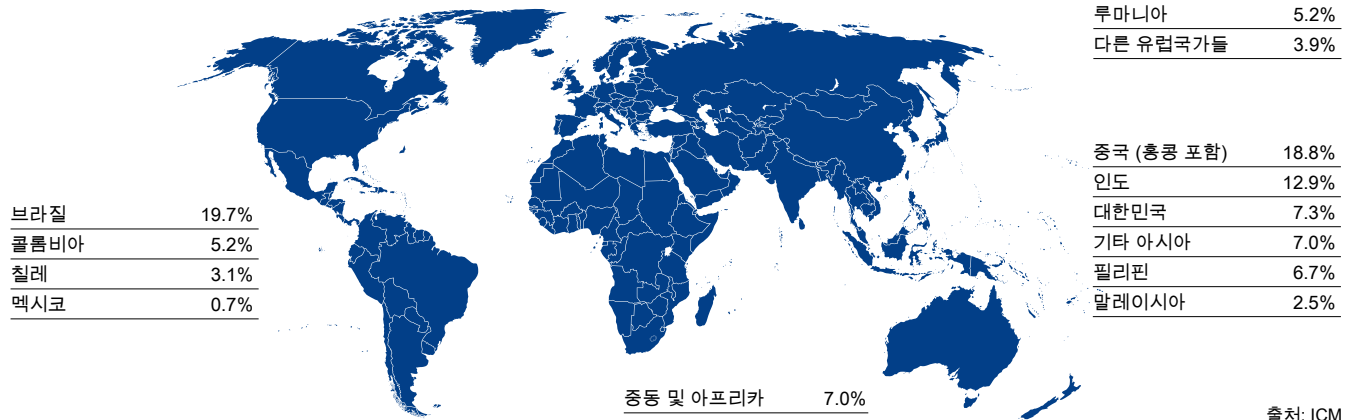 루마니아 5.2%
다른 유럽국가들 3.9%
중국 (홍콩 포함) 18.8%
인도 12.9%
대한민국 7.3%
기타 아시아 7.0%
필리핀 6.7%
말레이시아 2.5%
브라질 19.7%
콜롬비아 5.2%
칠레 3.1%
멕시코 0.7%
중동 및 아프리카 7.0%
출처: ICM